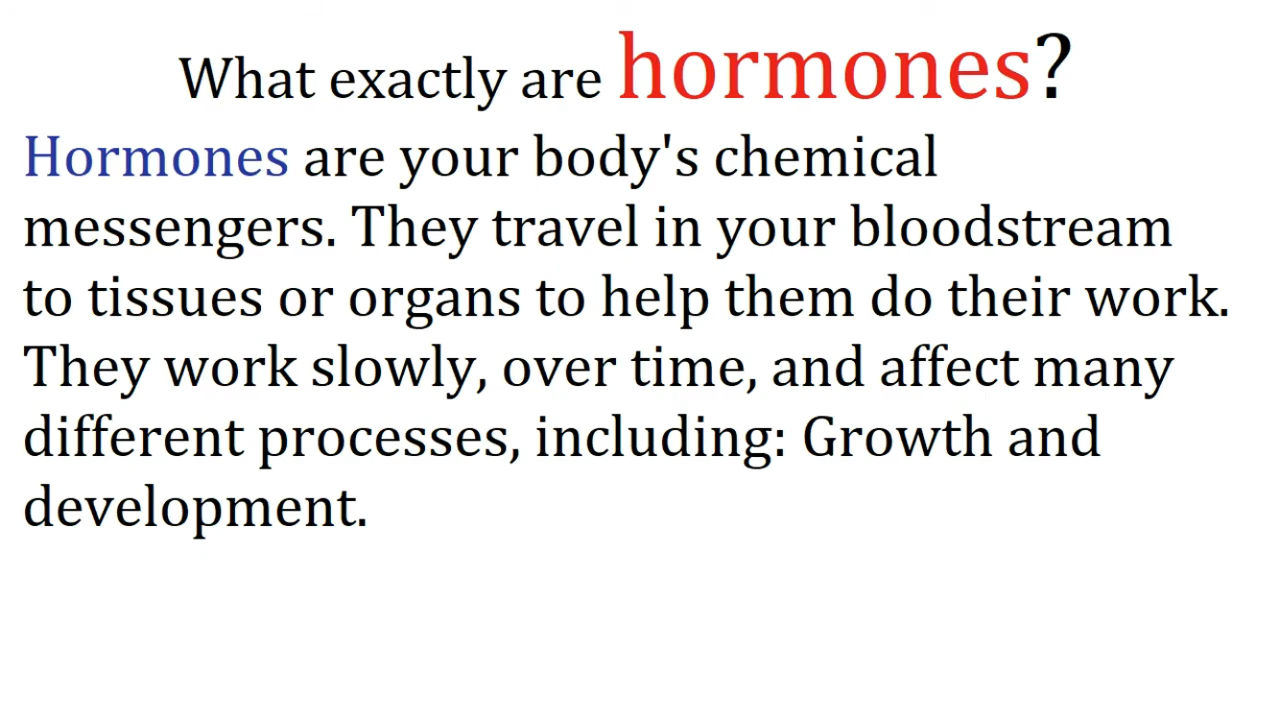 What exactly are hormones?
Hormones are your body's chemical
messengers. They travel in your bloodstream
to tissues or organs to help them do their work.
They work slowly, over time, and affect many
different processes, including: Growth and
development.